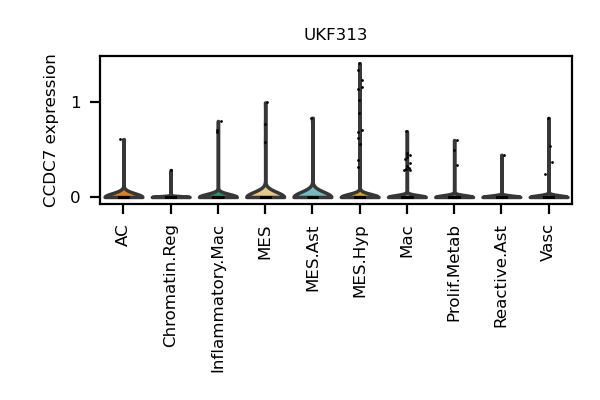 UKF313
CCDC7 expression
1
0
AC
Chromatin.Reg
Inflammatory.Mac
MES
MES.Ast
MES.Hyp
Mac
Prolif.Metab
Reactive.Ast
Vasc